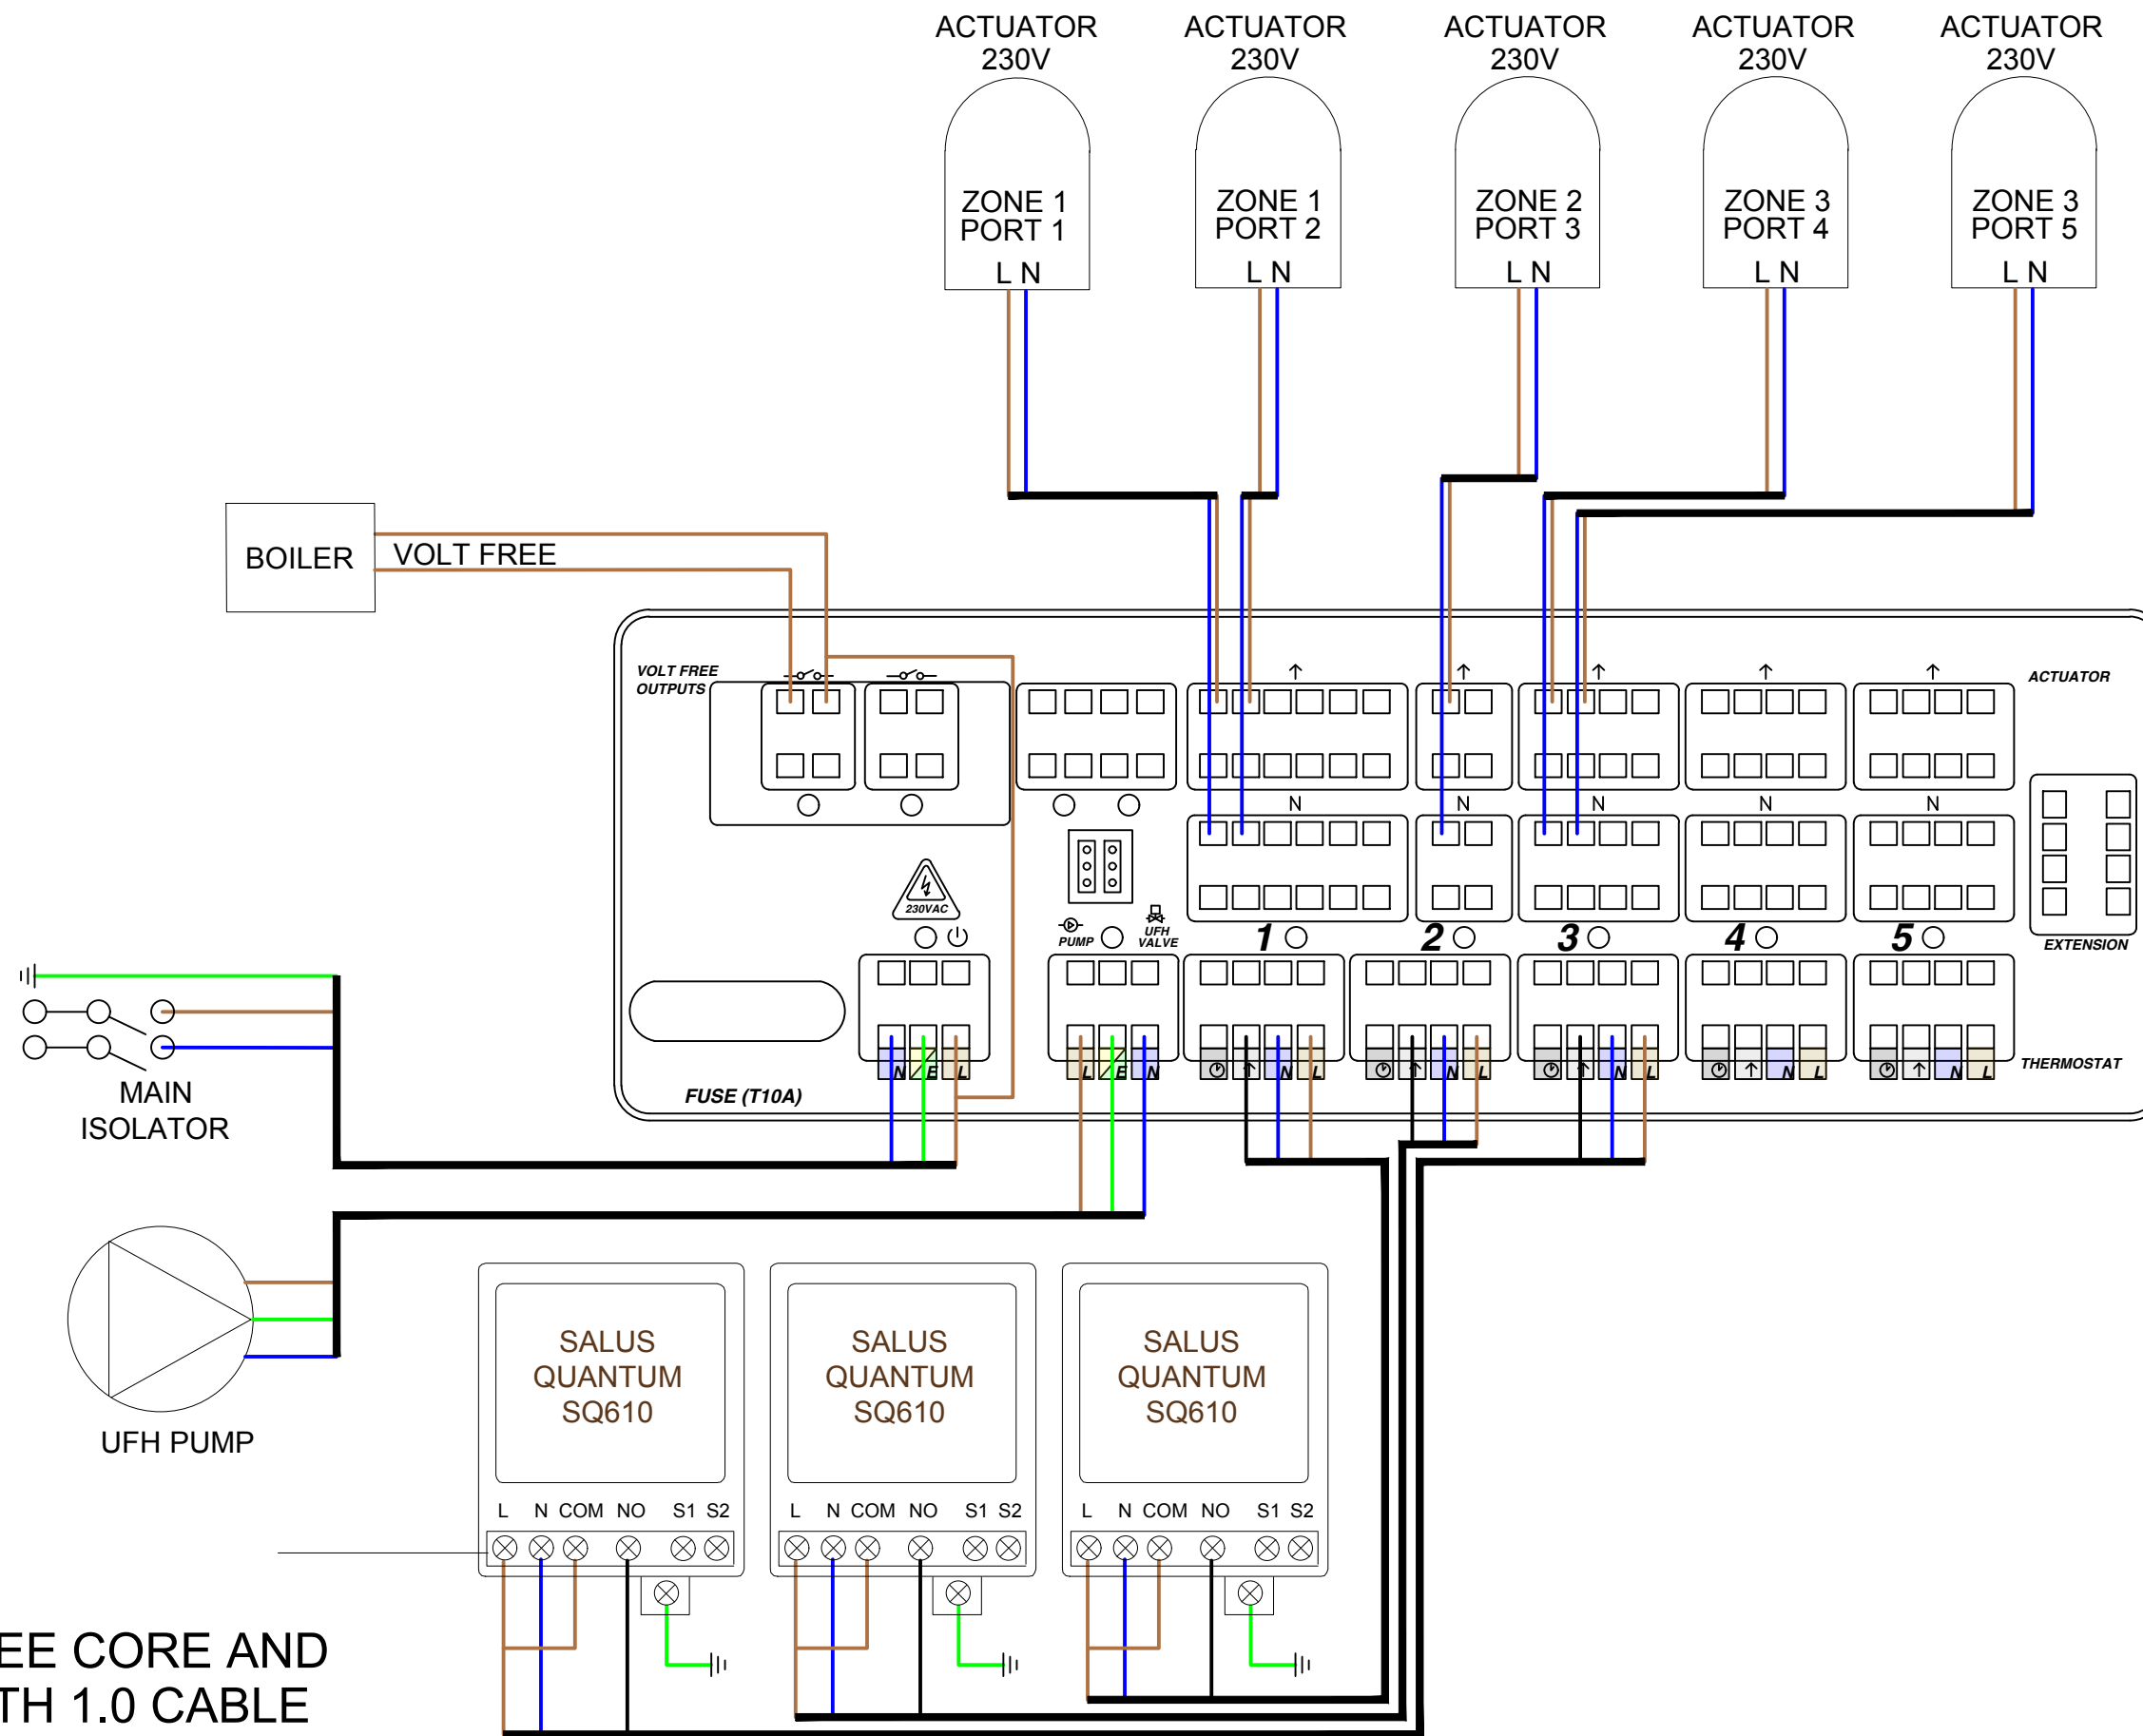 ACTUATOR
230V
ACTUATOR
230V
ACTUATOR
230V
ACTUATOR
230V
ACTUATOR
230V
ZONE 1
PORT 1
L N
ZONE 1
PORT 2
L N
ZONE 2
PORT 3
L N
ZONE 3
PORT 4
L N
ZONE 3
PORT 5
L N
BOILER
VOLT FREE
VOLT FREE
OUTPUTS
ACTUATOR
N
N
N
N
N
230VAC
PUMP
UFH
VALVE
1
2
3
4
5
EXTENSION
N E L
L E N
N L
N L
N L
N L
N L
THERMOSTAT
FUSE (T10A)
MAIN
ISOLATOR
UFH PUMP
SALUS
QUANTUM
SQ610
L N COM NO S1 S2
SALUS
QUANTUM
SQ610
L N COM NO S1 S2
SALUS
QUANTUM
SQ610
L N COM NO S1 S2
EE CORE AND
TH 1.0 CABLE